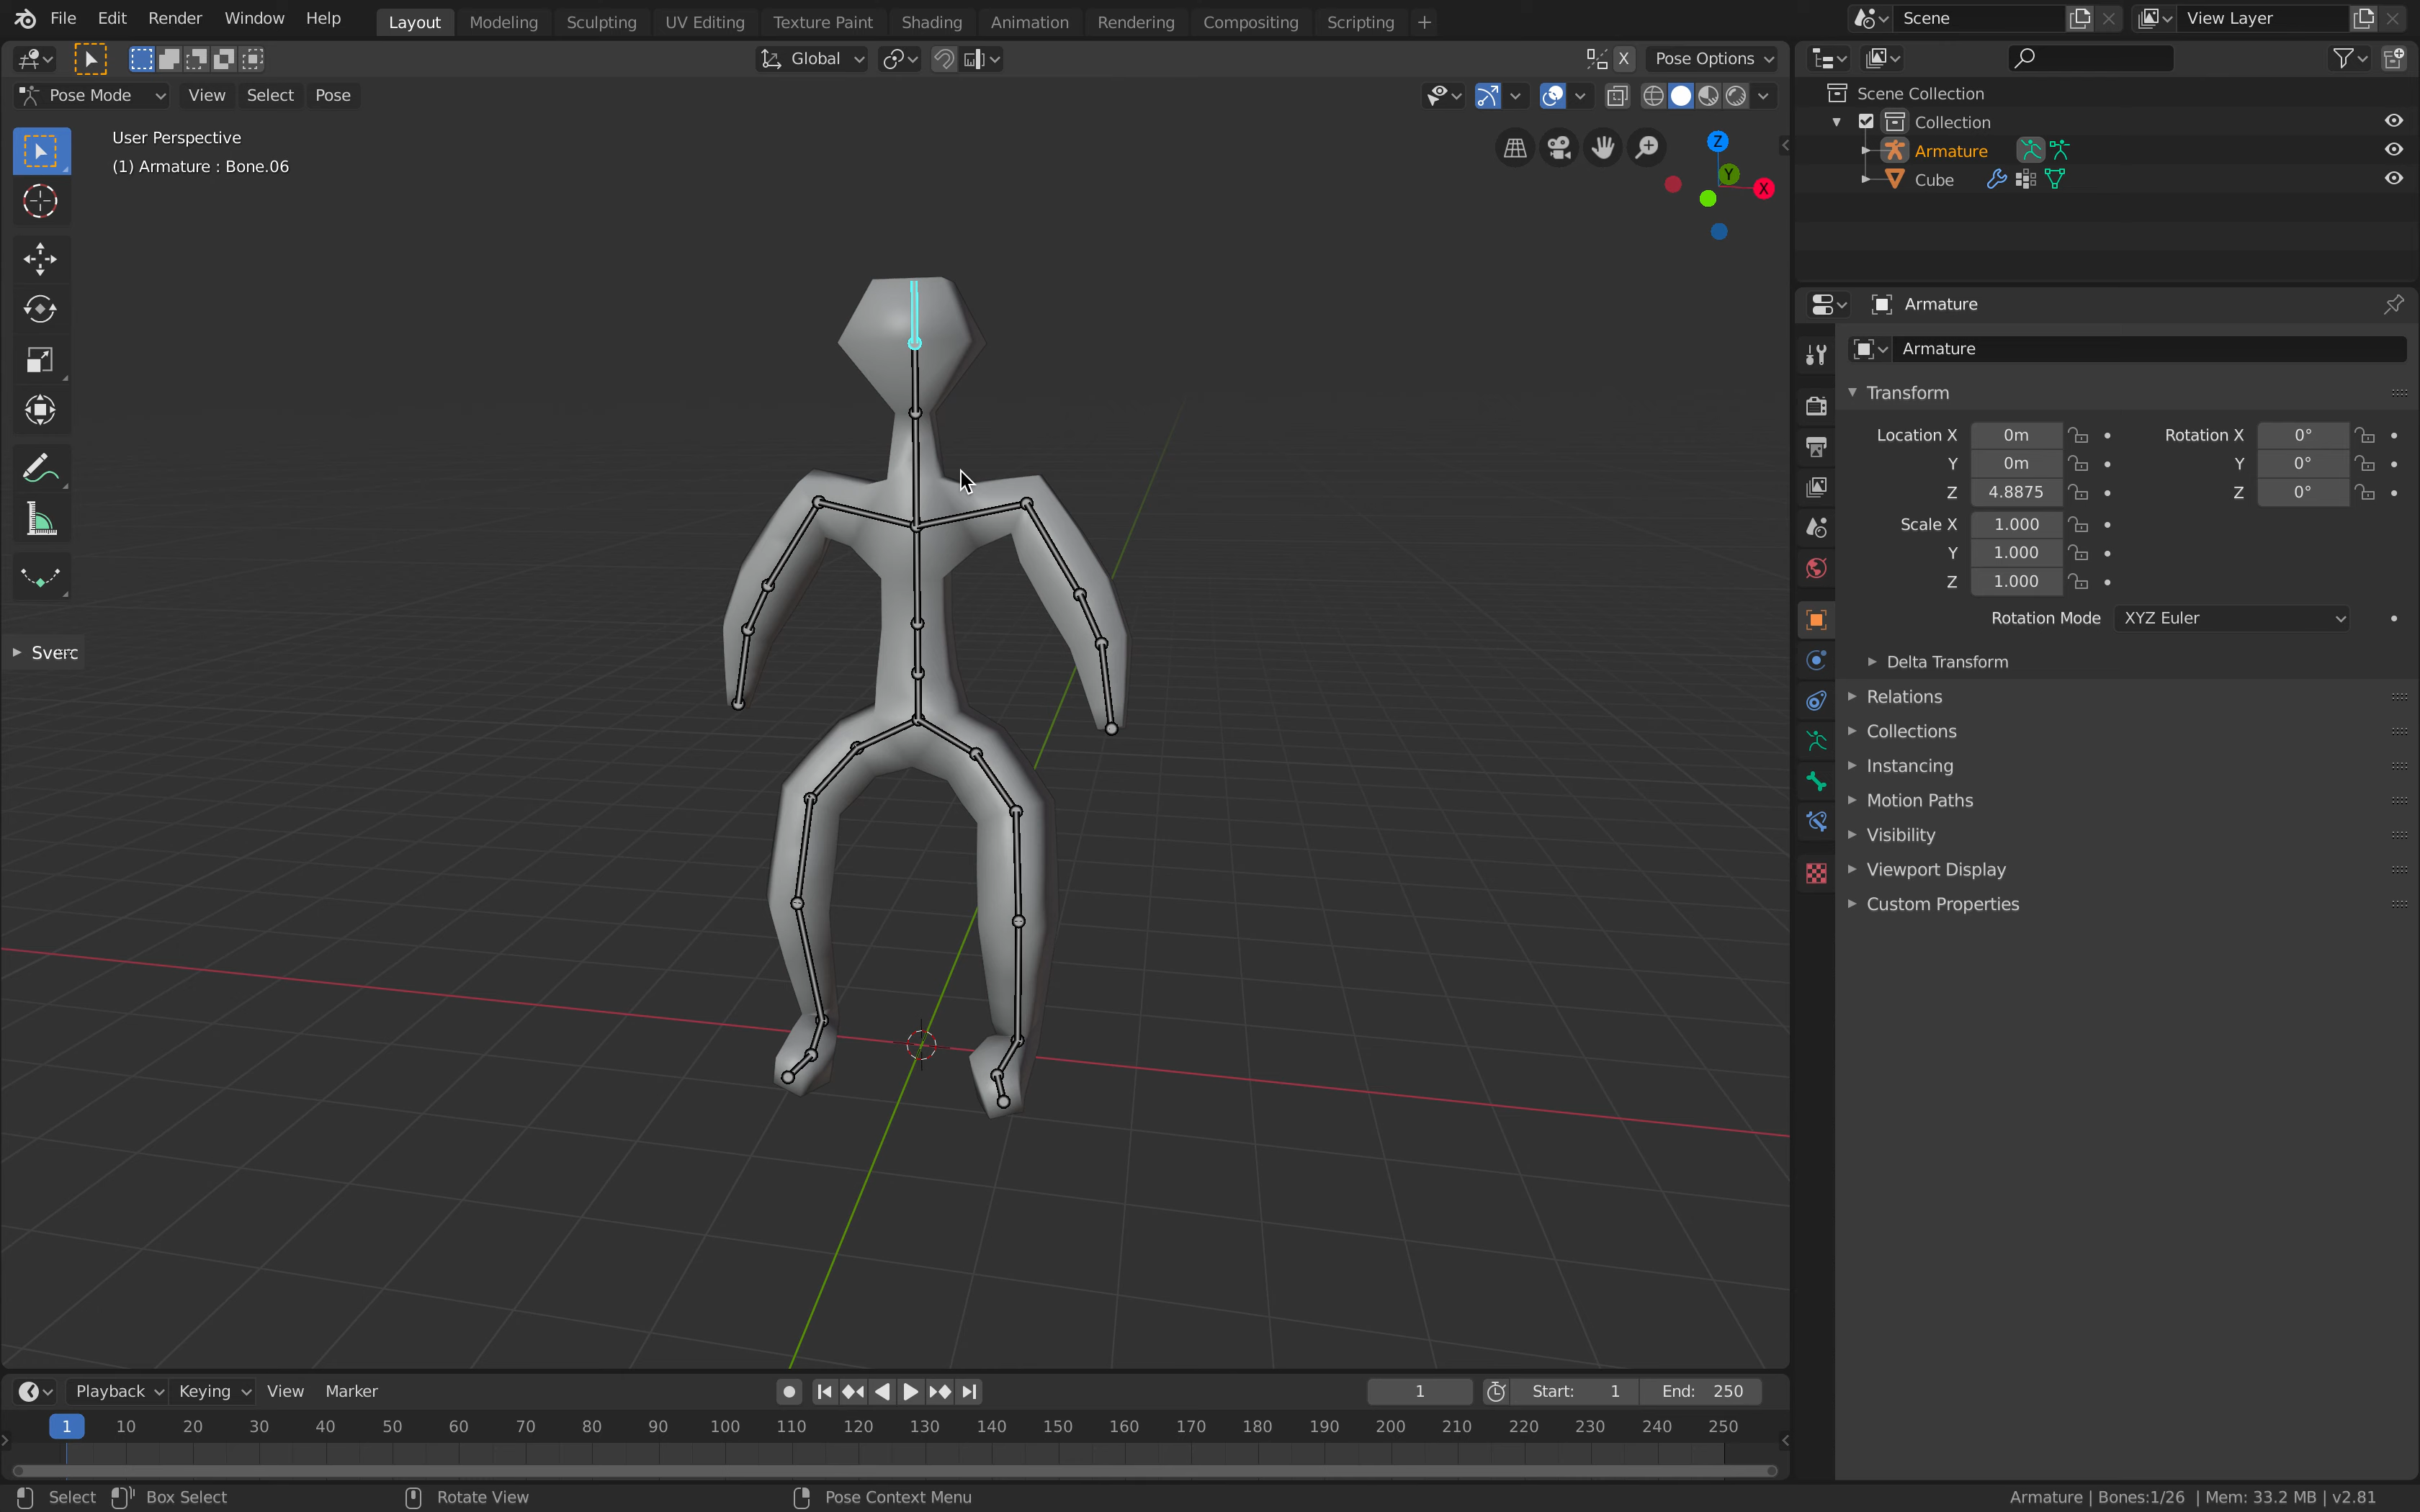 File Edit Render Window Help Layout Modeling Sculpting UV Editing Texture Paint Shading Animation Rendering Compositing Scripting + Scene View Layer
Global X Pose Options
Pose Mode View Select Pose
User Perspective
(1) Armature : Bone.06
Z
Y
X
Sverc
Scene Collection
Collection
Armature
Cube
Armature
Armature
Transform
Location X 0m Rotation X 0°
Y 0m Y 0°
Z 4.8875 Z 0°
Scale X 1.000
Y 1.000
Z 1.000
Rotation Mode XYZ Euler
Delta Transform
Relations
Collections
Instancing
Motion Paths
Visibility
Viewport Display
Custom Properties
Playback Keying View Marker 1 Start: 1 End: 250
1 10 20 30 40 50 60 70 80 90 100 110 120 130 140 150 160 170 180 190 200 210 220 230 240 250
Select Box Select Rotate View Pose Context Menu Armature | Bones:1/26 | Mem: 33.2 MB | v2.81